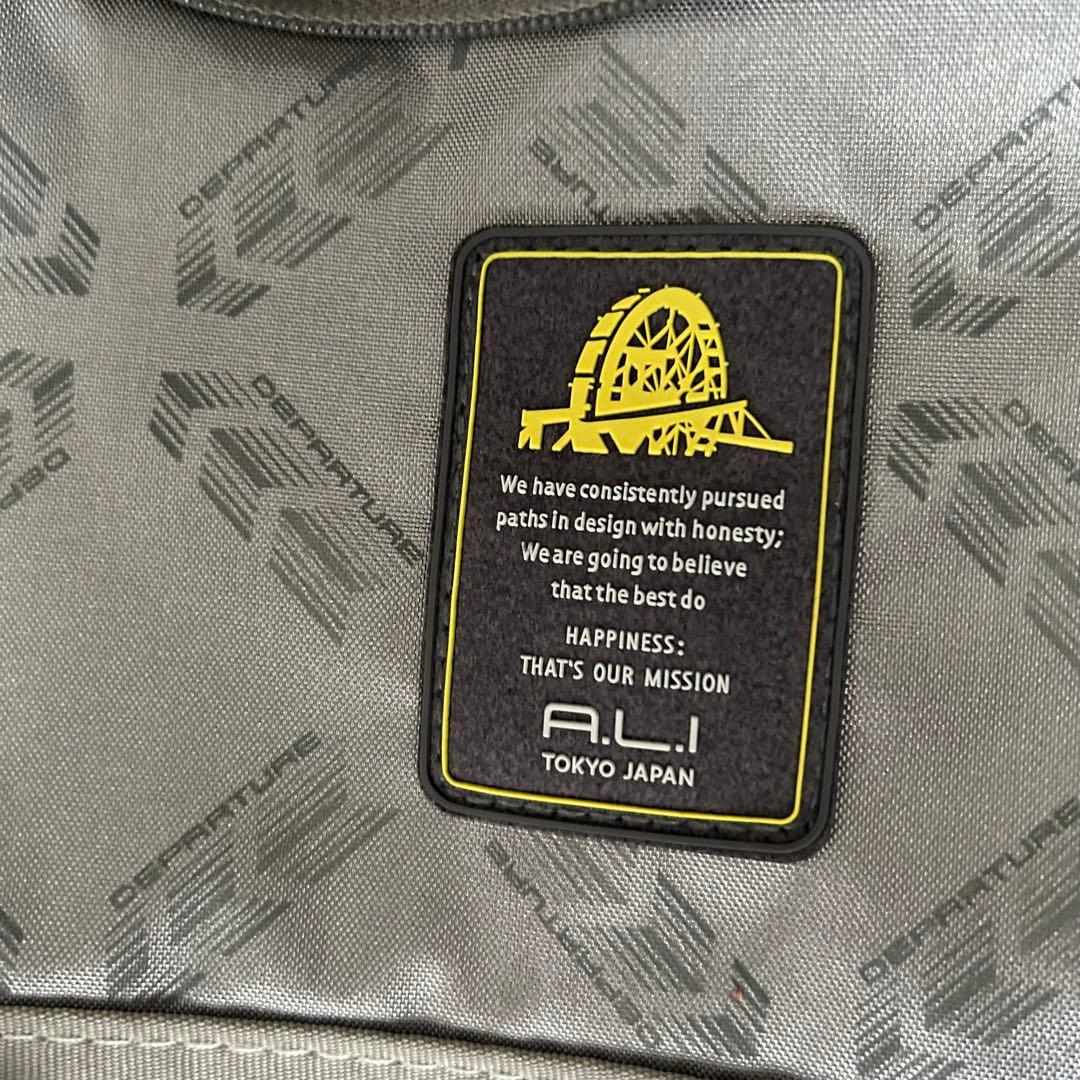 DEPARTURE
We have consistently pursued
paths in design with honesty;
We are going to believe
that the best do
HAPPINESS:
THAT'S OUR MISSION
A.L.I
TOKYO JAPAN
DEPARTURE
DEPARTURE
DEPARTURE
DEPARTURE